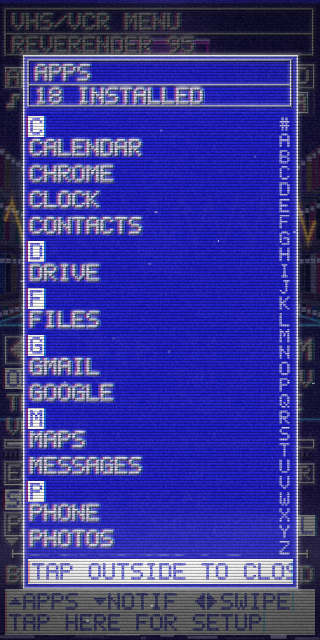 VHS/VCR MENU
REVERENDER 95
APPS
18 INSTALLED
C
CALENDAR
CHROME
CLOCK
CONTACTS
D
DRIVE
F
FILES
G
GMAIL
GOOGLE
M
MAPS
MESSAGES
P
PHONE
PHOTOS
#
A
B
C
D
E
F
G
H
I
J
K
L
M
N
O
P
Q
R
S
T
U
V
W
X
Y
Z
TAP OUTSIDE TO CLOS
▲APPS ▼NOTIF ◀▶SWIPE
TAP HERE FOR SETUP